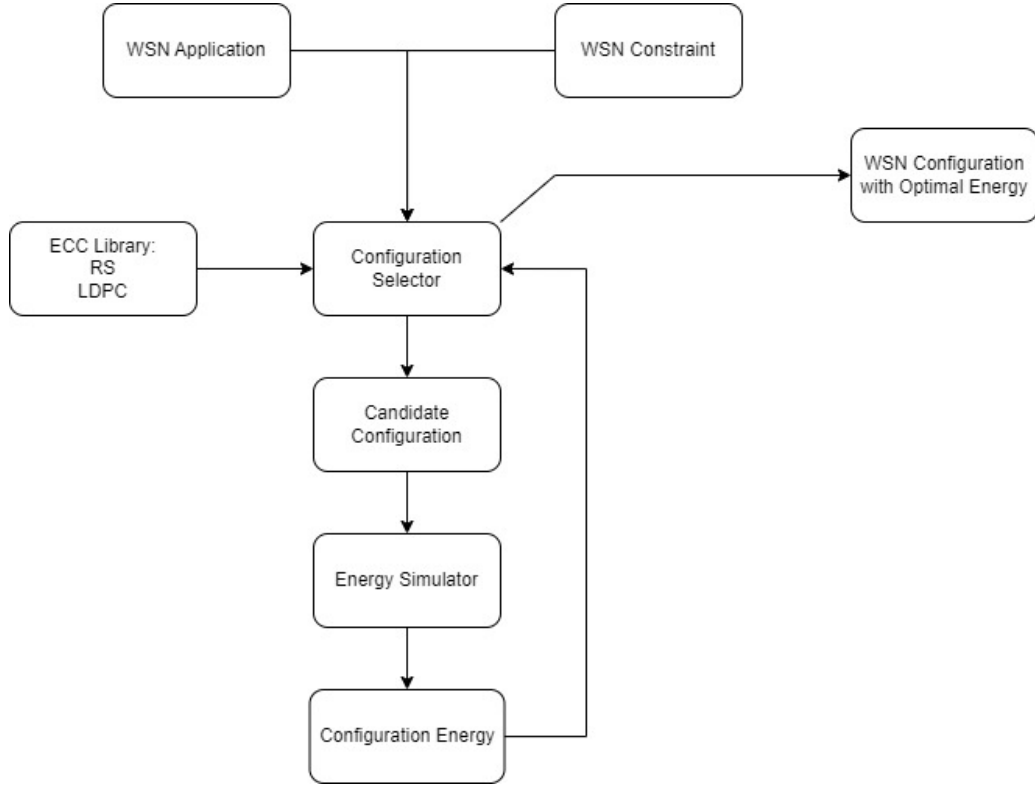 WSN Application
WSN Constraint
WSN Configuration
with Optimal Energy
ECC Library:
RS
LDPC
Configuration
Selector
Candidate
Configuration
Energy Simulator
Configuration Energy